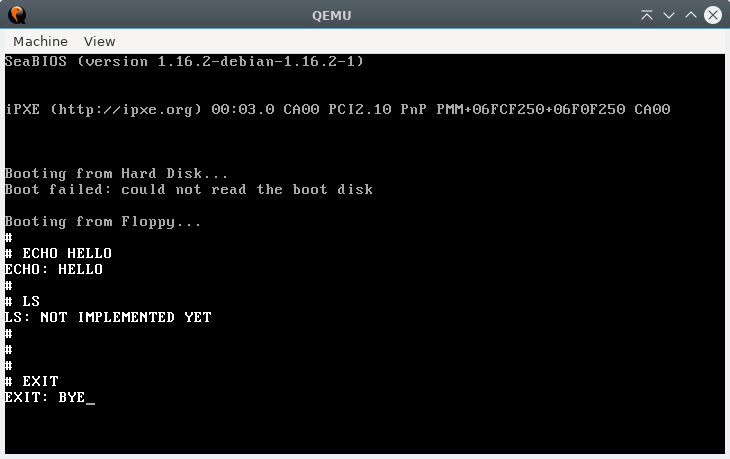 QEMU
Machine View
SeaBIOS (version 1.16.2-debian-1.16.2-1)
iPXE (http://ipxe.org) 00:03.0 CA00 PCI2.10 PnP PMM+06FCF250+06F0F250 CA00
Booting from Hard Disk...
Boot failed: could not read the boot disk
Booting from Floppy...
#
# ECHO HELLO
ECHO: HELLO
#
# LS
LS: NOT IMPLEMENTED YET
#
#
#
# EXIT
EXIT: BYE_